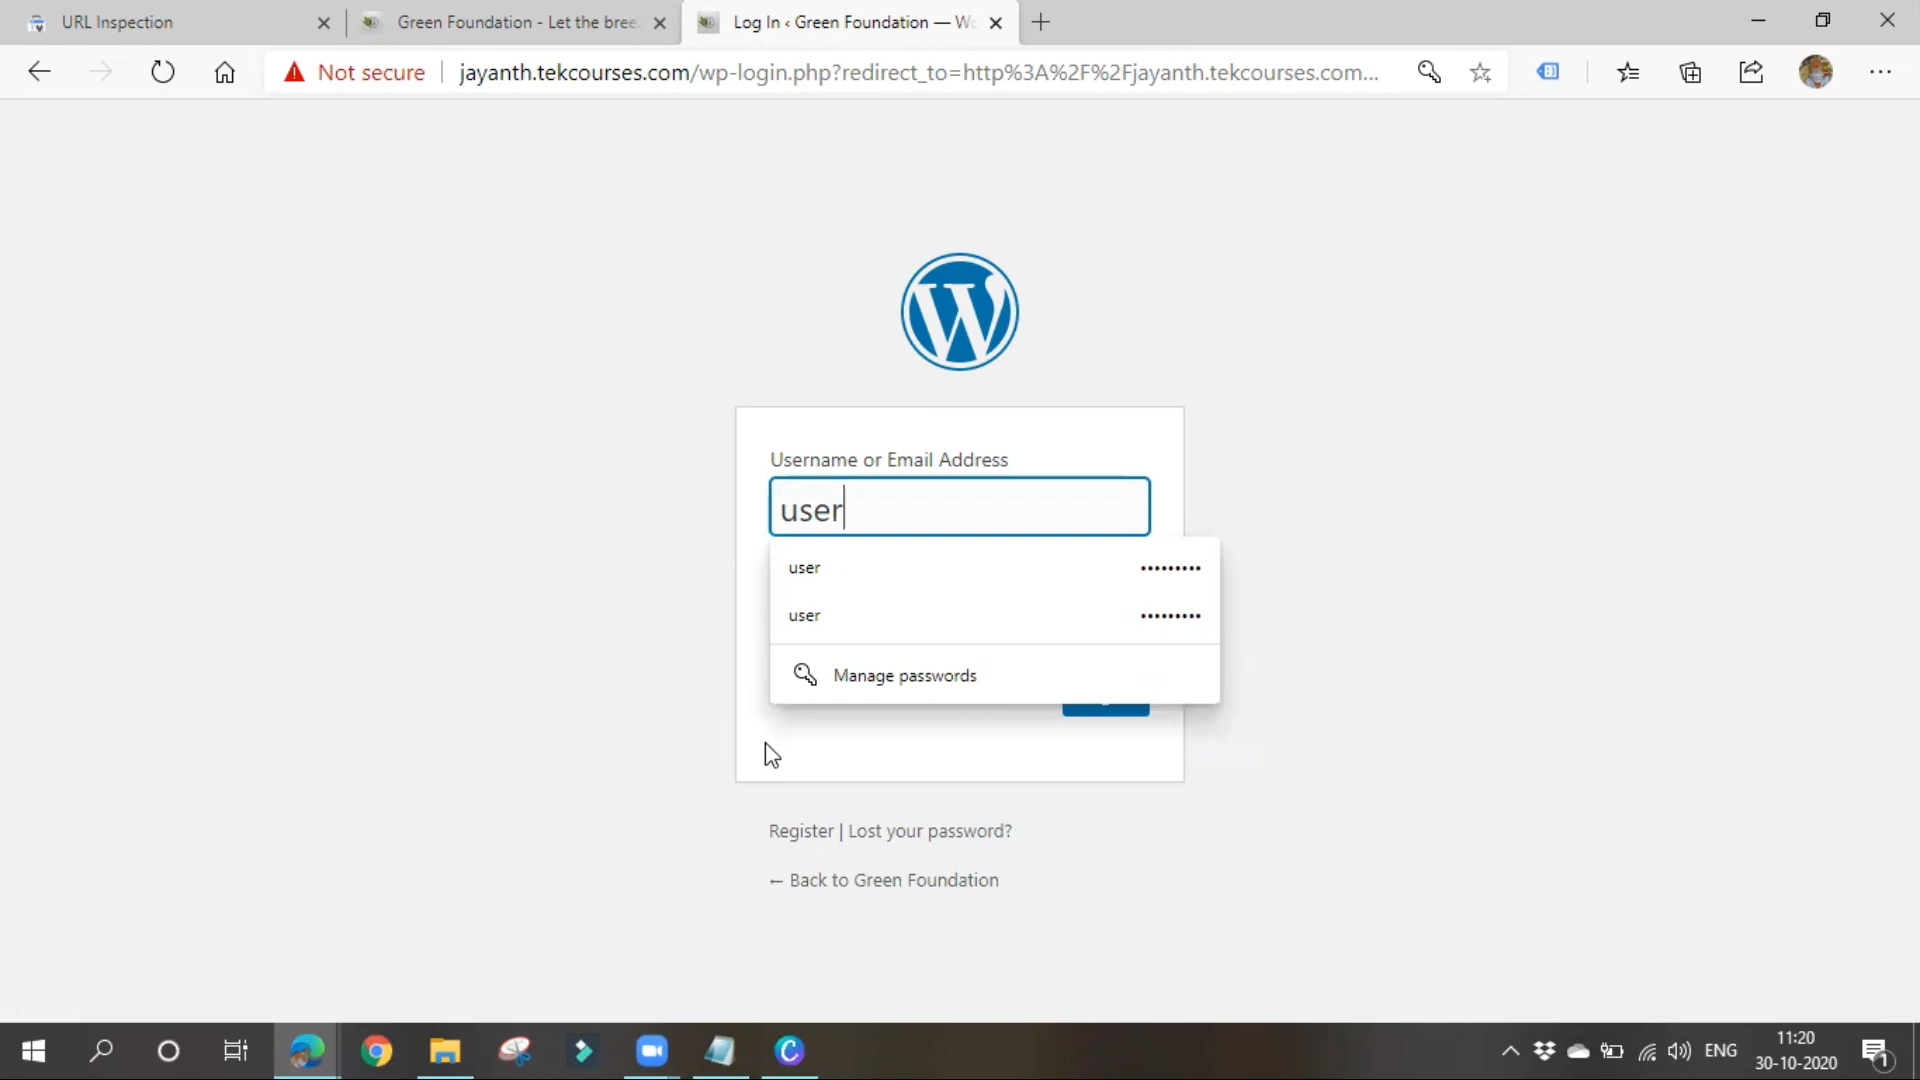 URL Inspection
Green Foundation - Let the bree
Log In ‹ Green Foundation — Wo
Not secure
jayanth.tekcourses.com/wp-login.php?redirect_to=http%3A%2F%2Fjayanth.tekcourses.com...
Username or Email Address
user
user •••••••••
user •••••••••
Manage passwords
Register | Lost your password?
← Back to Green Foundation
ENG
11:20
30-10-2020
1